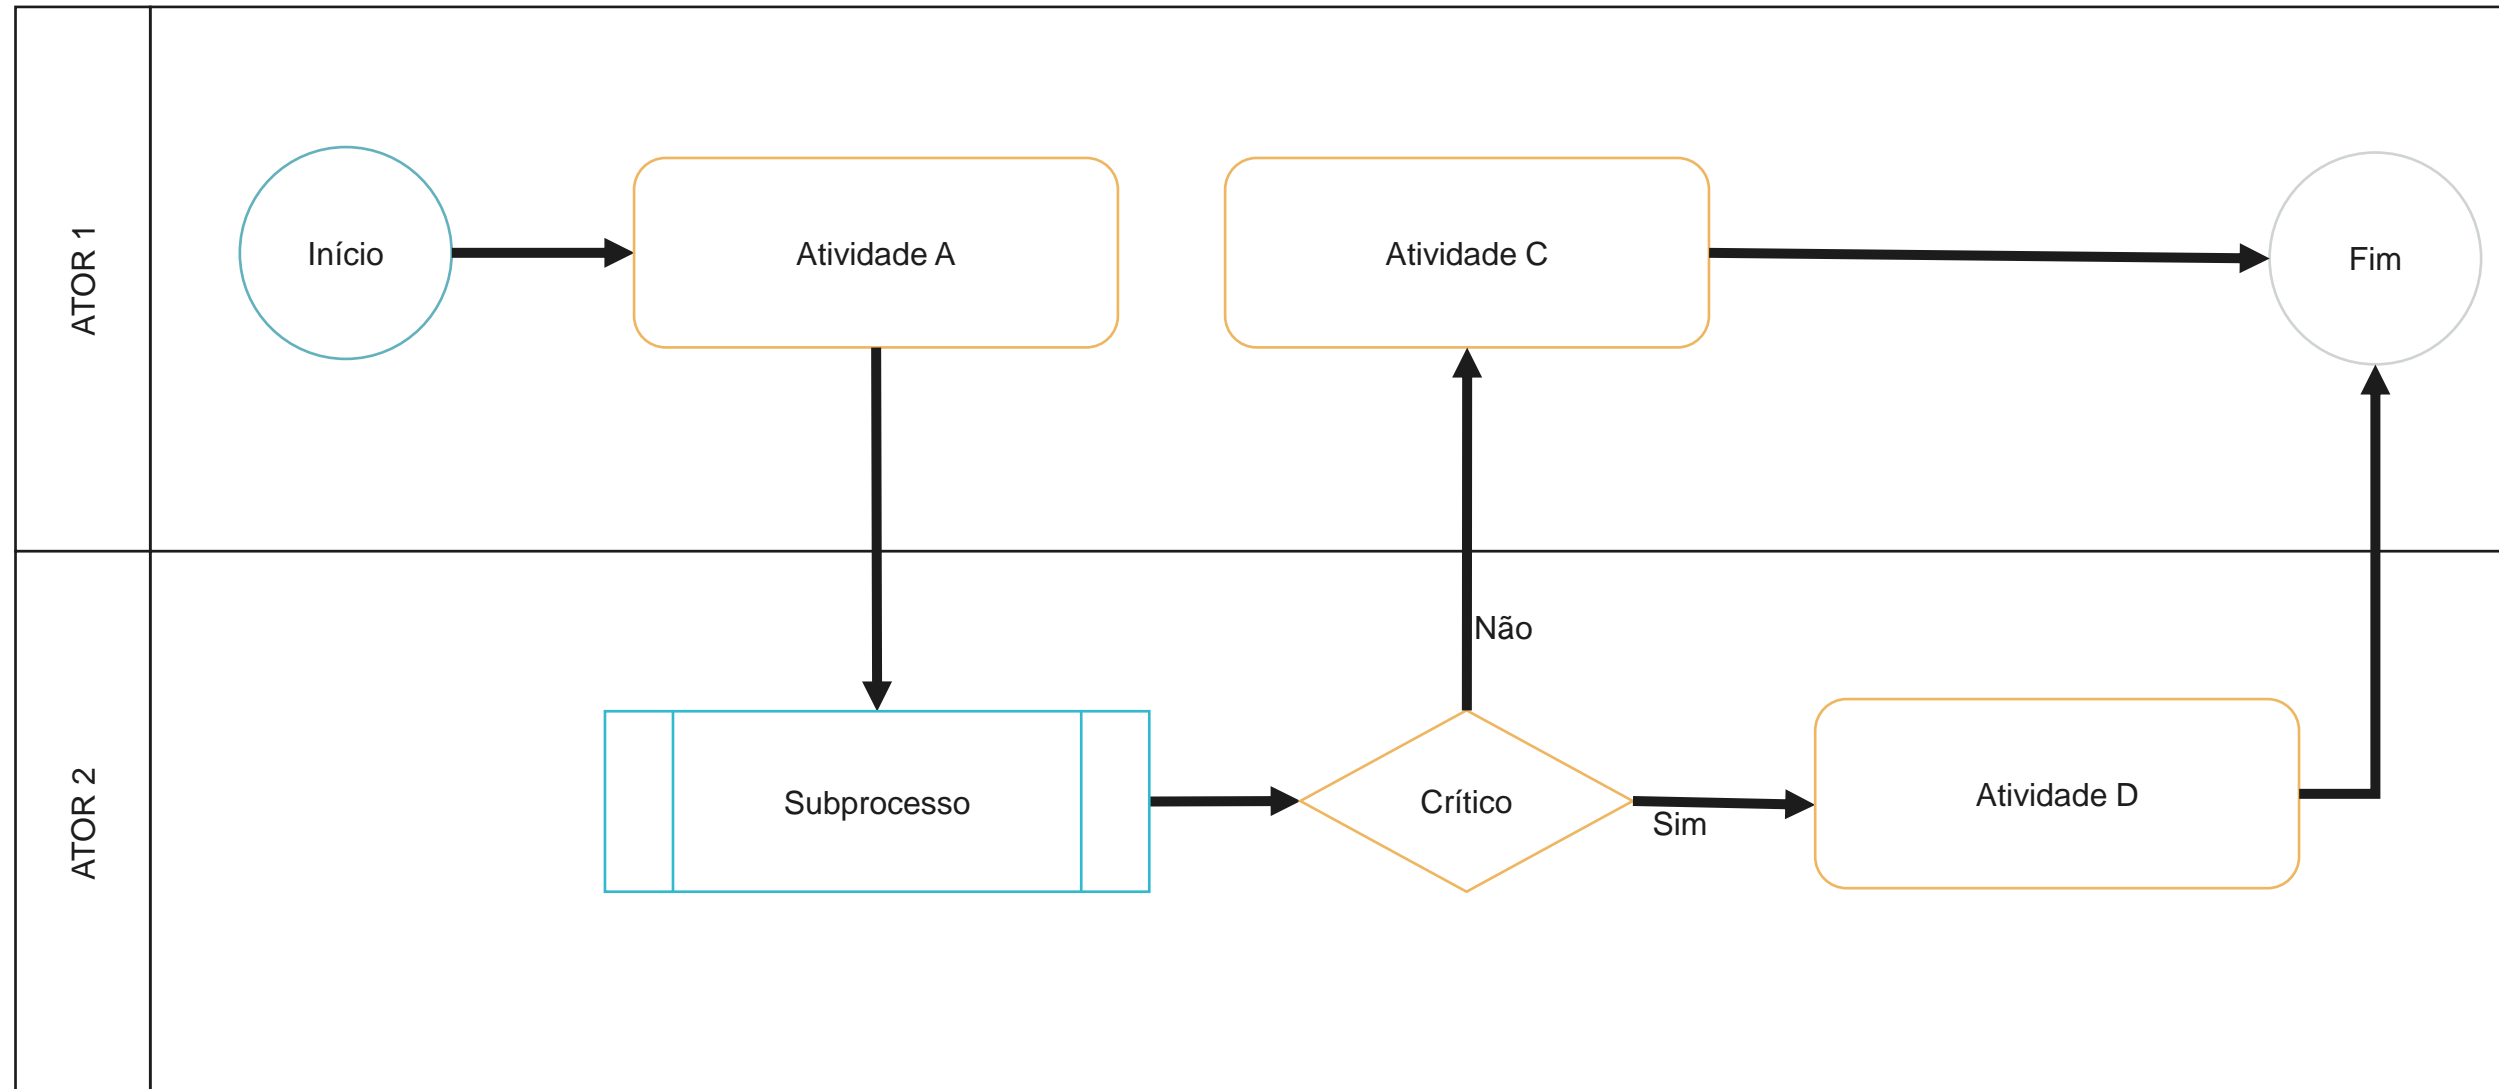 ATOR 1
Início
Atividade A
Atividade C
Fim
Não
ATOR 2
Subprocesso
Crítico
Sim
Atividade D